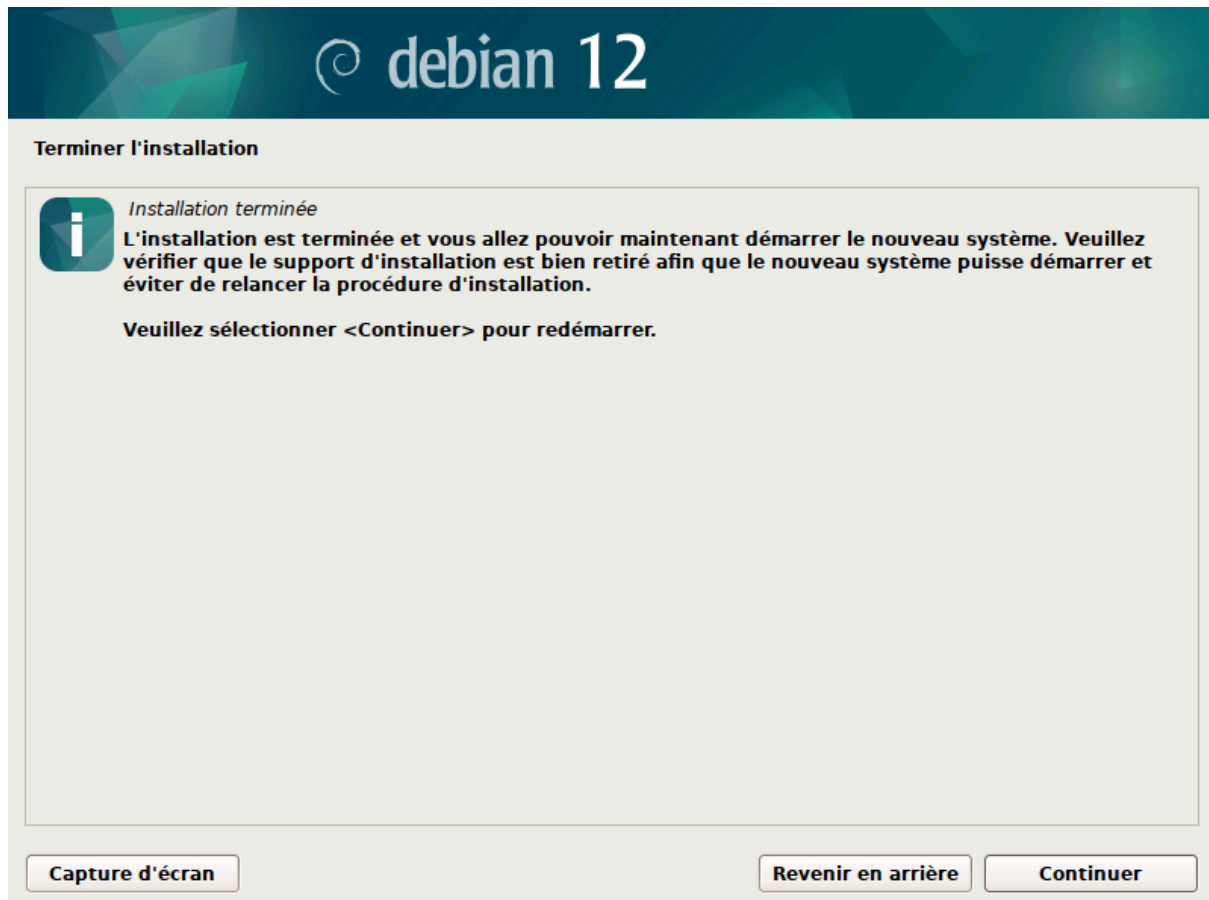 debian 12
Terminer l'installation
Installation terminée
L'installation est terminée et vous allez pouvoir maintenant démarrer le nouveau système. Veuillez
vérifier que le support d'installation est bien retiré afin que le nouveau système puisse démarrer et
éviter de relancer la procédure d'installation.
Veuillez sélectionner <Continuer> pour redémarrer.
Capture d'écran
Revenir en arrière
Continuer